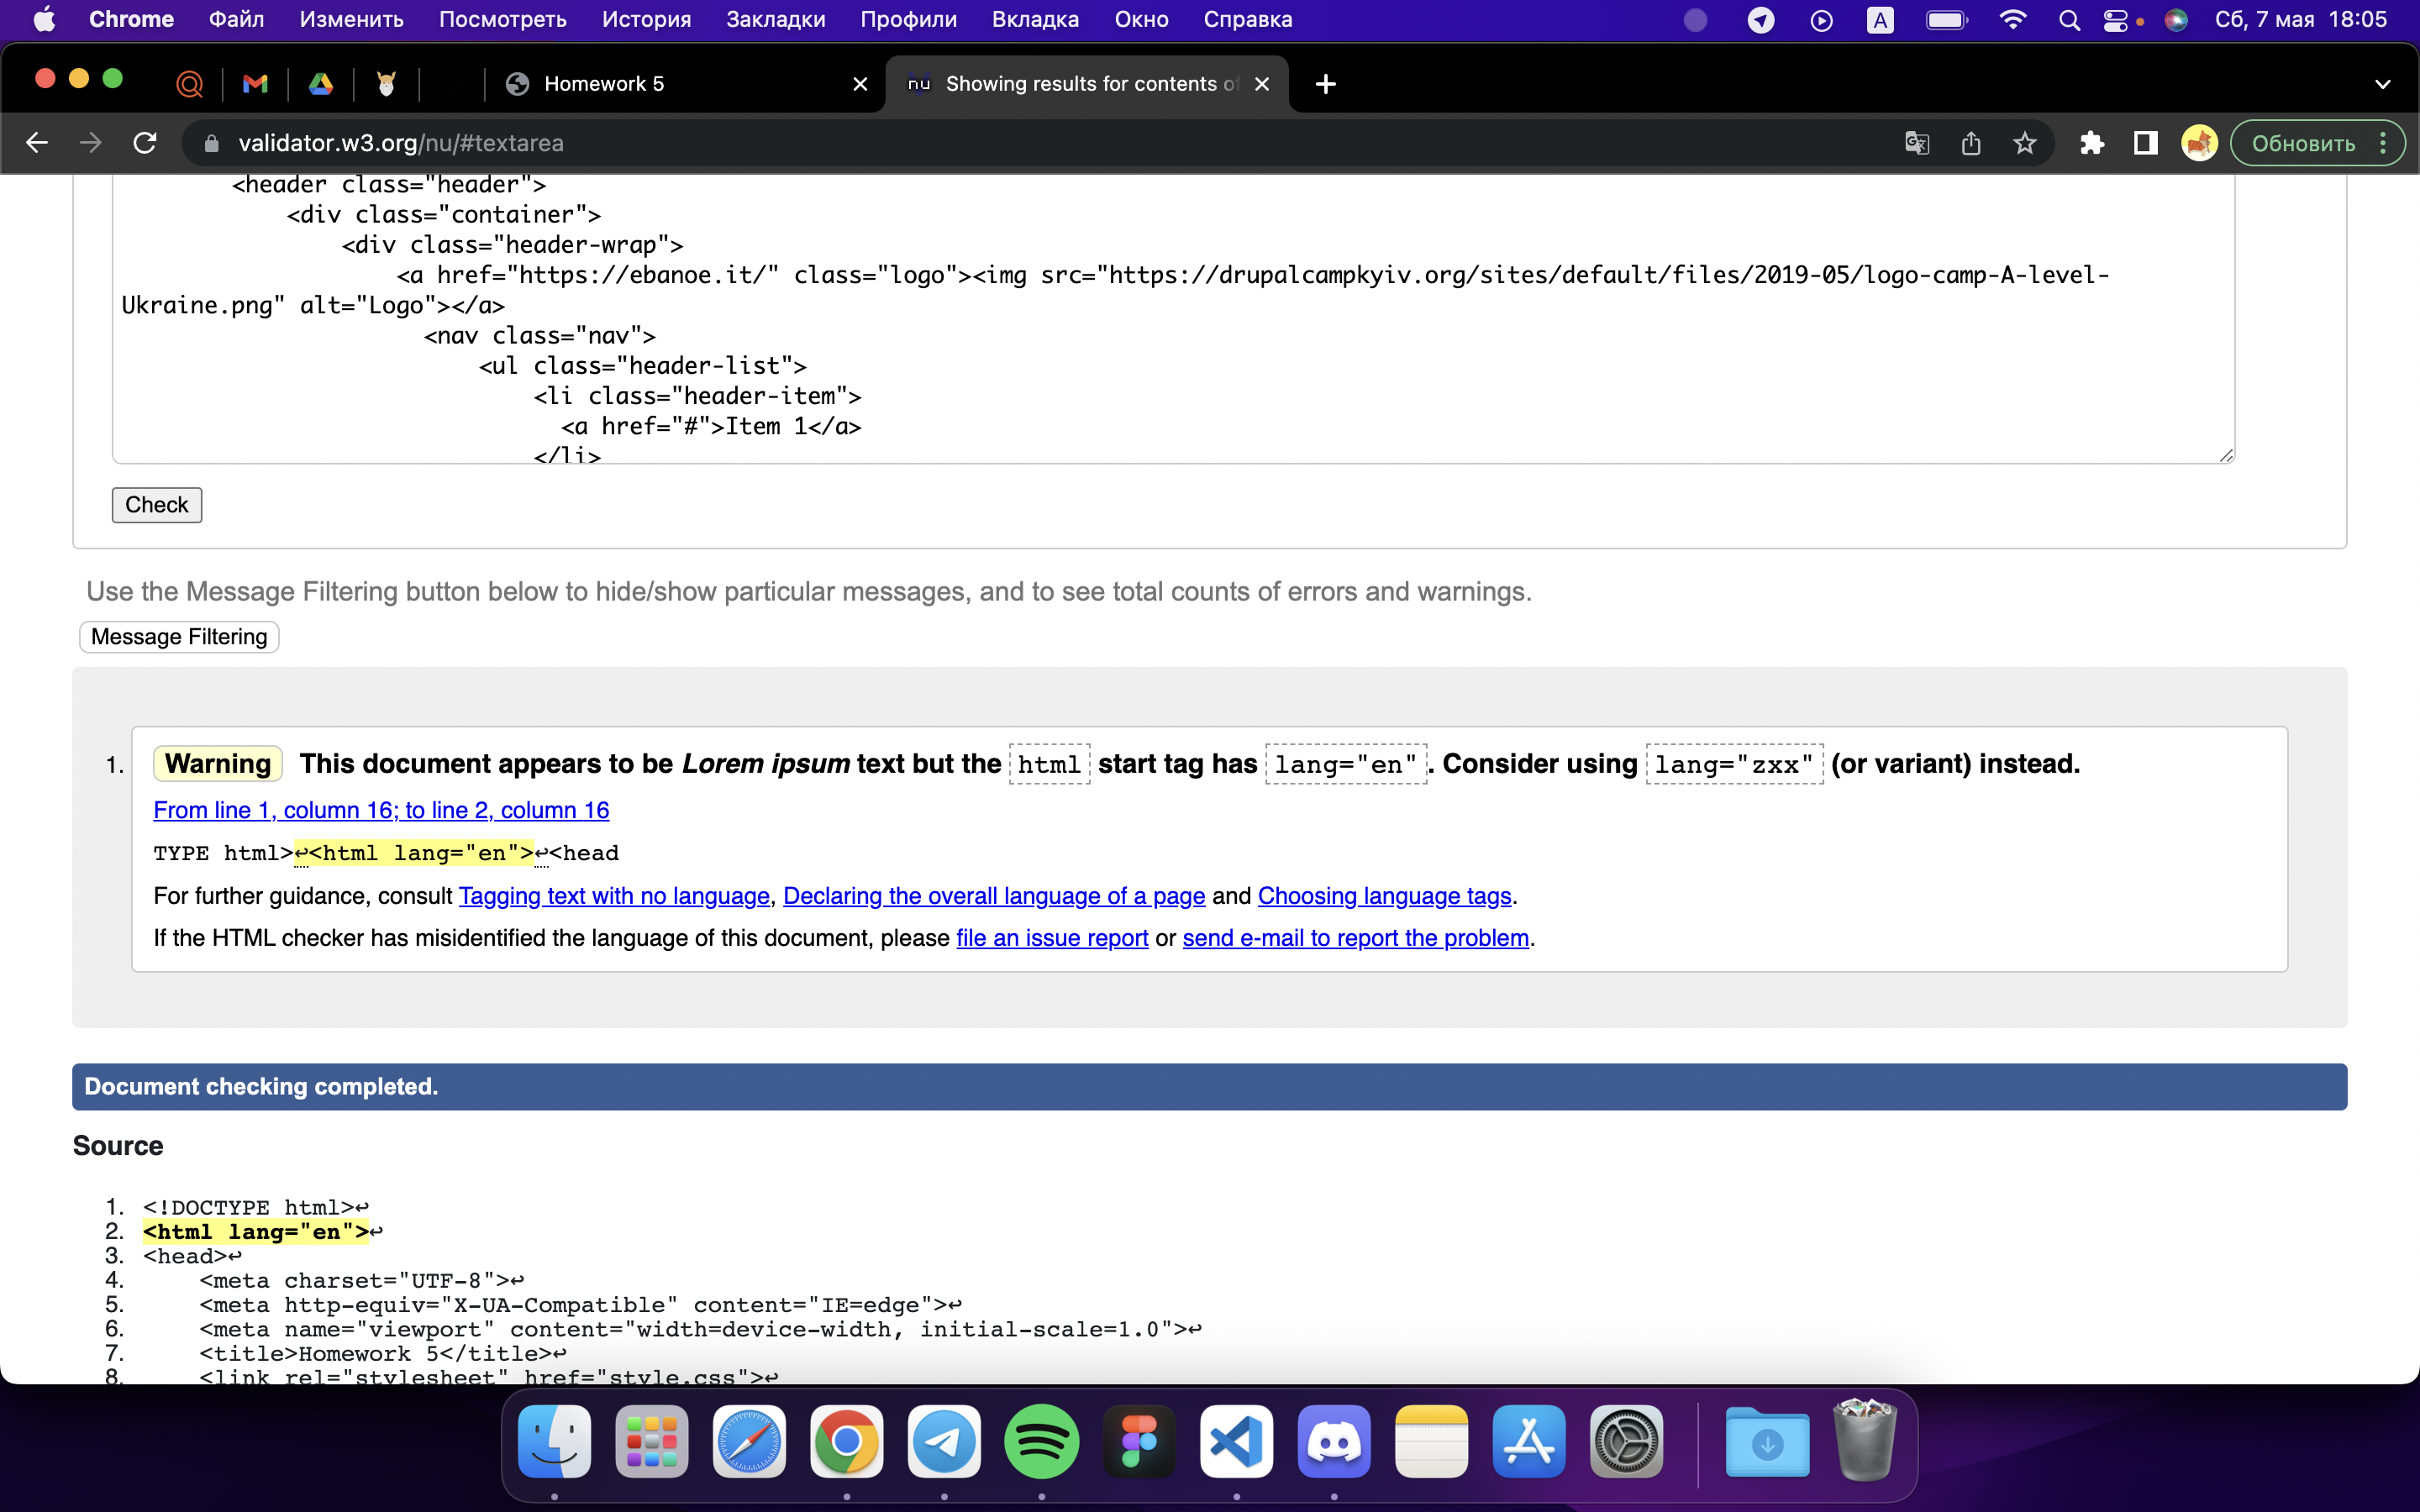 Chrome Файл Изменить Посмотреть История Закладки Профили Вкладка Окно Справка A Сб, 7 мая 18:05
Homework 5 nu Showing results for contents of
validator.w3.org/nu/#textarea Обновить
<header class="header">
<div class="container">
<div class="header-wrap">
<a href="https://ebanoe.it/" class="logo"><img src="https://drupalcampkyiv.org/sites/default/files/2019-05/logo-camp-A-level-
Ukraine.png" alt="Logo"></a>
<nav class="nav">
<ul class="header-list">
<li class="header-item">
<a href="#">Item 1</a>
</li>
Check
Use the Message Filtering button below to hide/show particular messages, and to see total counts of errors and warnings.
Message Filtering
1. Warning This document appears to be Lorem ipsum text but the html start tag has lang="en". Consider using lang="zxx" (or variant) instead.
From line 1, column 16; to line 2, column 16
TYPE html>↩<html lang="en">↩<head
For further guidance, consult Tagging text with no language, Declaring the overall language of a page and Choosing language tags.
If the HTML checker has misidentified the language of this document, please file an issue report or send e-mail to report the problem.
Document checking completed.
Source
1. <!DOCTYPE html>↩
2. <html lang="en">↩
3. <head>↩
4. <meta charset="UTF-8">↩
5. <meta http-equiv="X-UA-Compatible" content="IE=edge">↩
6. <meta name="viewport" content="width=device-width, initial-scale=1.0">↩
7. <title>Homework 5</title>↩
8. <link rel="stylesheet" href="style.css">↩